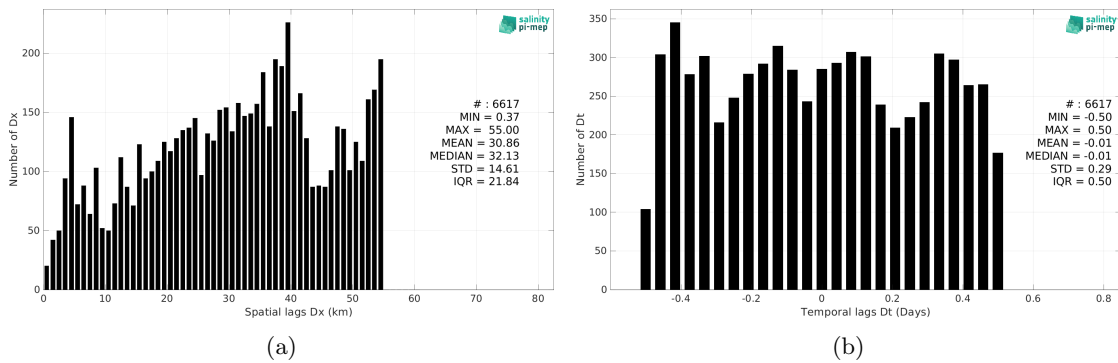 salinity
pi-mep
200
150
100
50
0
Number of Dx
# : 6617
MIN = 0.37
MAX = 55.00
MEAN = 30.86
MEDIAN = 32.13
STD = 14.61
IQR = 21.84
0 10 20 30 40 50 60 70 80
Spatial lags Dx (km)
(a)
salinity
pi-mep
350
300
250
200
150
100
50
0
Number of Dt
# : 6617
MIN = -0.50
MAX = 0.50
MEAN = -0.01
MEDIAN = -0.01
STD = 0.29
IQR = 0.50
-0.4 -0.2 0 0.2 0.4 0.6 0.8
Temporal lags Dt (Days)
(b)